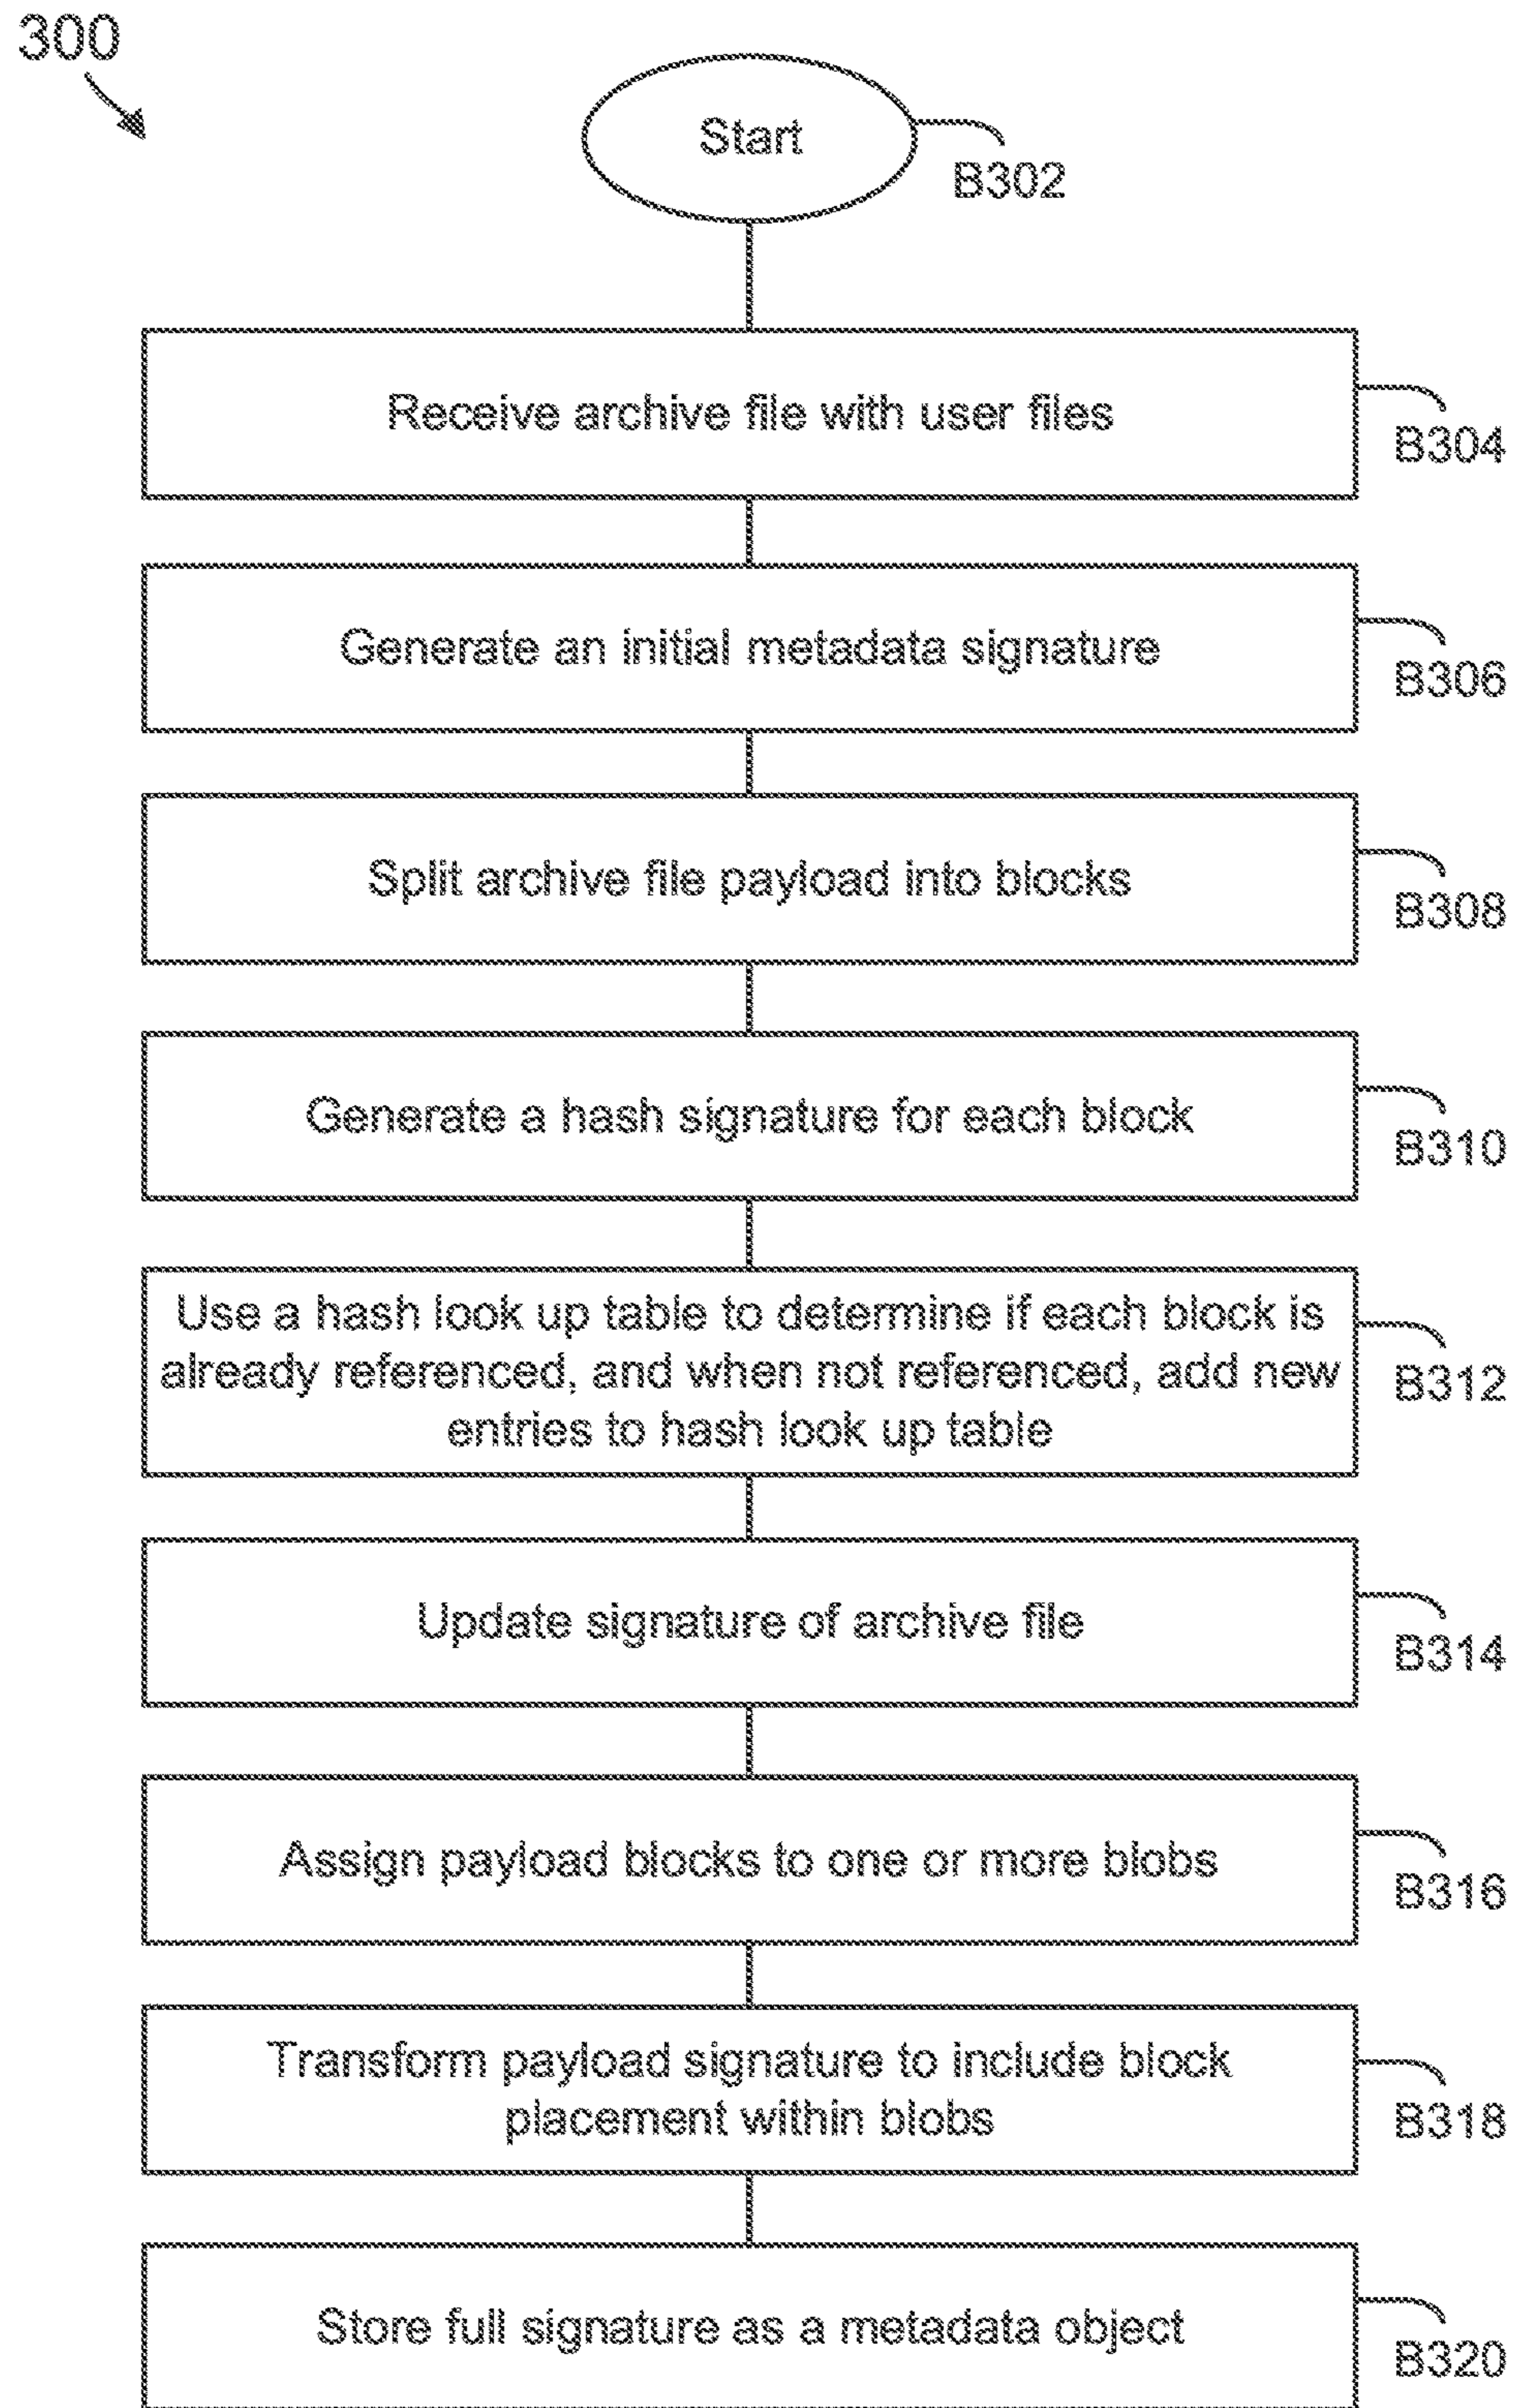 300
Start
B302
Receive archive file with user files
B304
Generate an initial metadata signature
B306
Split archive file payload into blocks
B308
Generate a hash signature for each block
B310
Use a hash look up table to determine if each block is
already referenced, and when not referenced, add new
entries to hash look up table
B312
Update signature of archive file
B314
Assign payload blocks to one or more blobs
B316
Transform payload signature to include block
placement within blobs
B318
Store full signature as a metadata object
B320